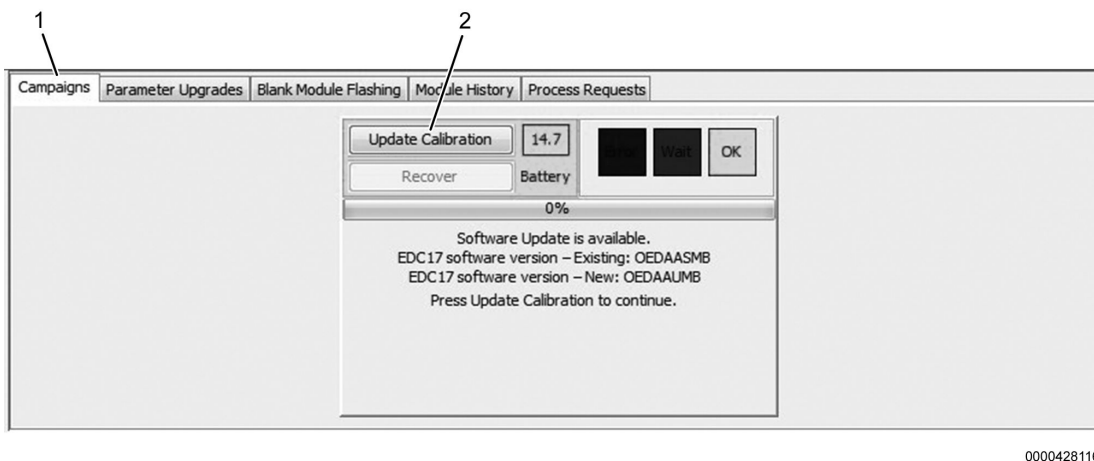 1 2
Campaigns Parameter Upgrades Blank Module Flashing Module History Process Requests
Update Calibration 14.7 Error Wait OK
Recover Battery
0%
Software Update is available.
EDC17 software version – Existing: OEDAASMB
EDC17 software version – New: OEDAAUMB
Press Update Calibration to continue.
0000428116